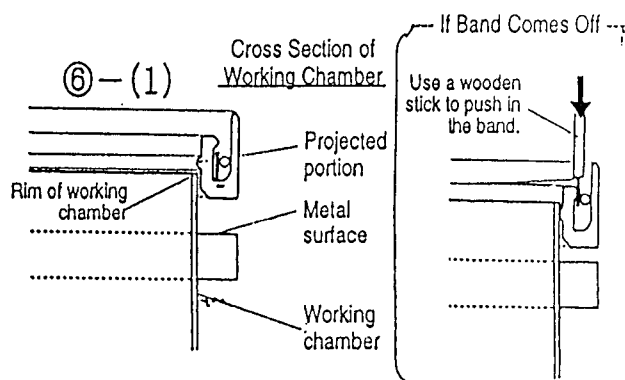 ⑥-(1)
Cross Section of
Working Chamber
Projected
portion
Rim of working
chamber
Metal
surface
Working
chamber
If Band Comes Off
Use a wooden
stick to push in
the band.